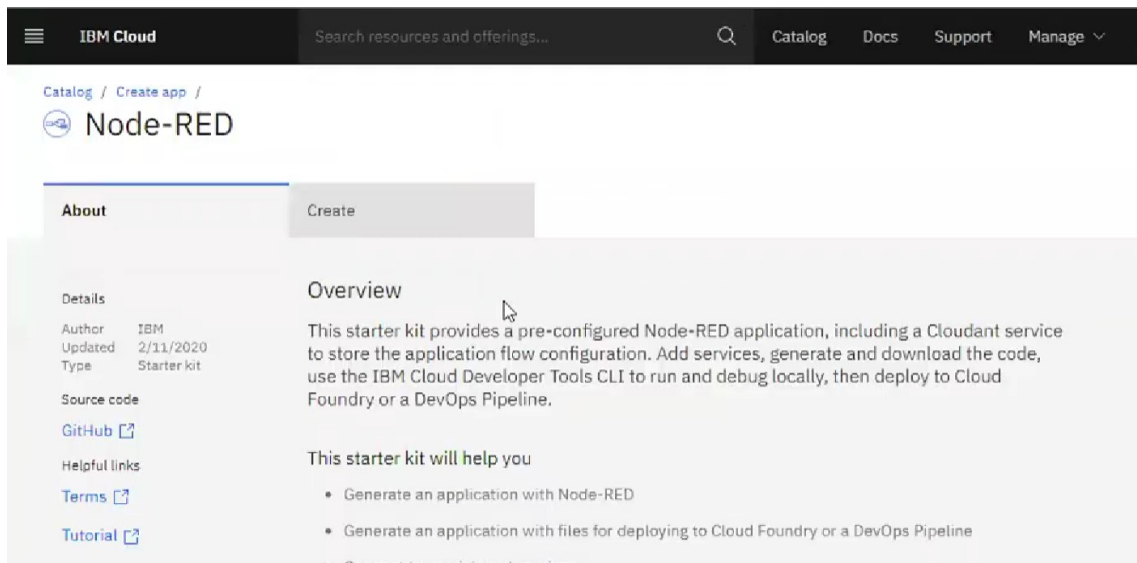 IBM Cloud
Search resources and offerings...
Catalog
Docs
Support
Manage
Catalog / Create app /
Node-RED
About
Create
Details
Author IBM
Updated 2/11/2020
Type Starter kit
Source code
GitHub
Helpful links
Terms
Tutorial
Overview
This starter kit provides a pre-configured Node-RED application, including a Cloudant service
to store the application flow configuration. Add services, generate and download the code,
use the IBM Cloud Developer Tools CLI to run and debug locally, then deploy to Cloud
Foundry or a DevOps Pipeline.
This starter kit will help you
• Generate an application with Node-RED
• Generate an application with files for deploying to Cloud Foundry or a DevOps Pipeline